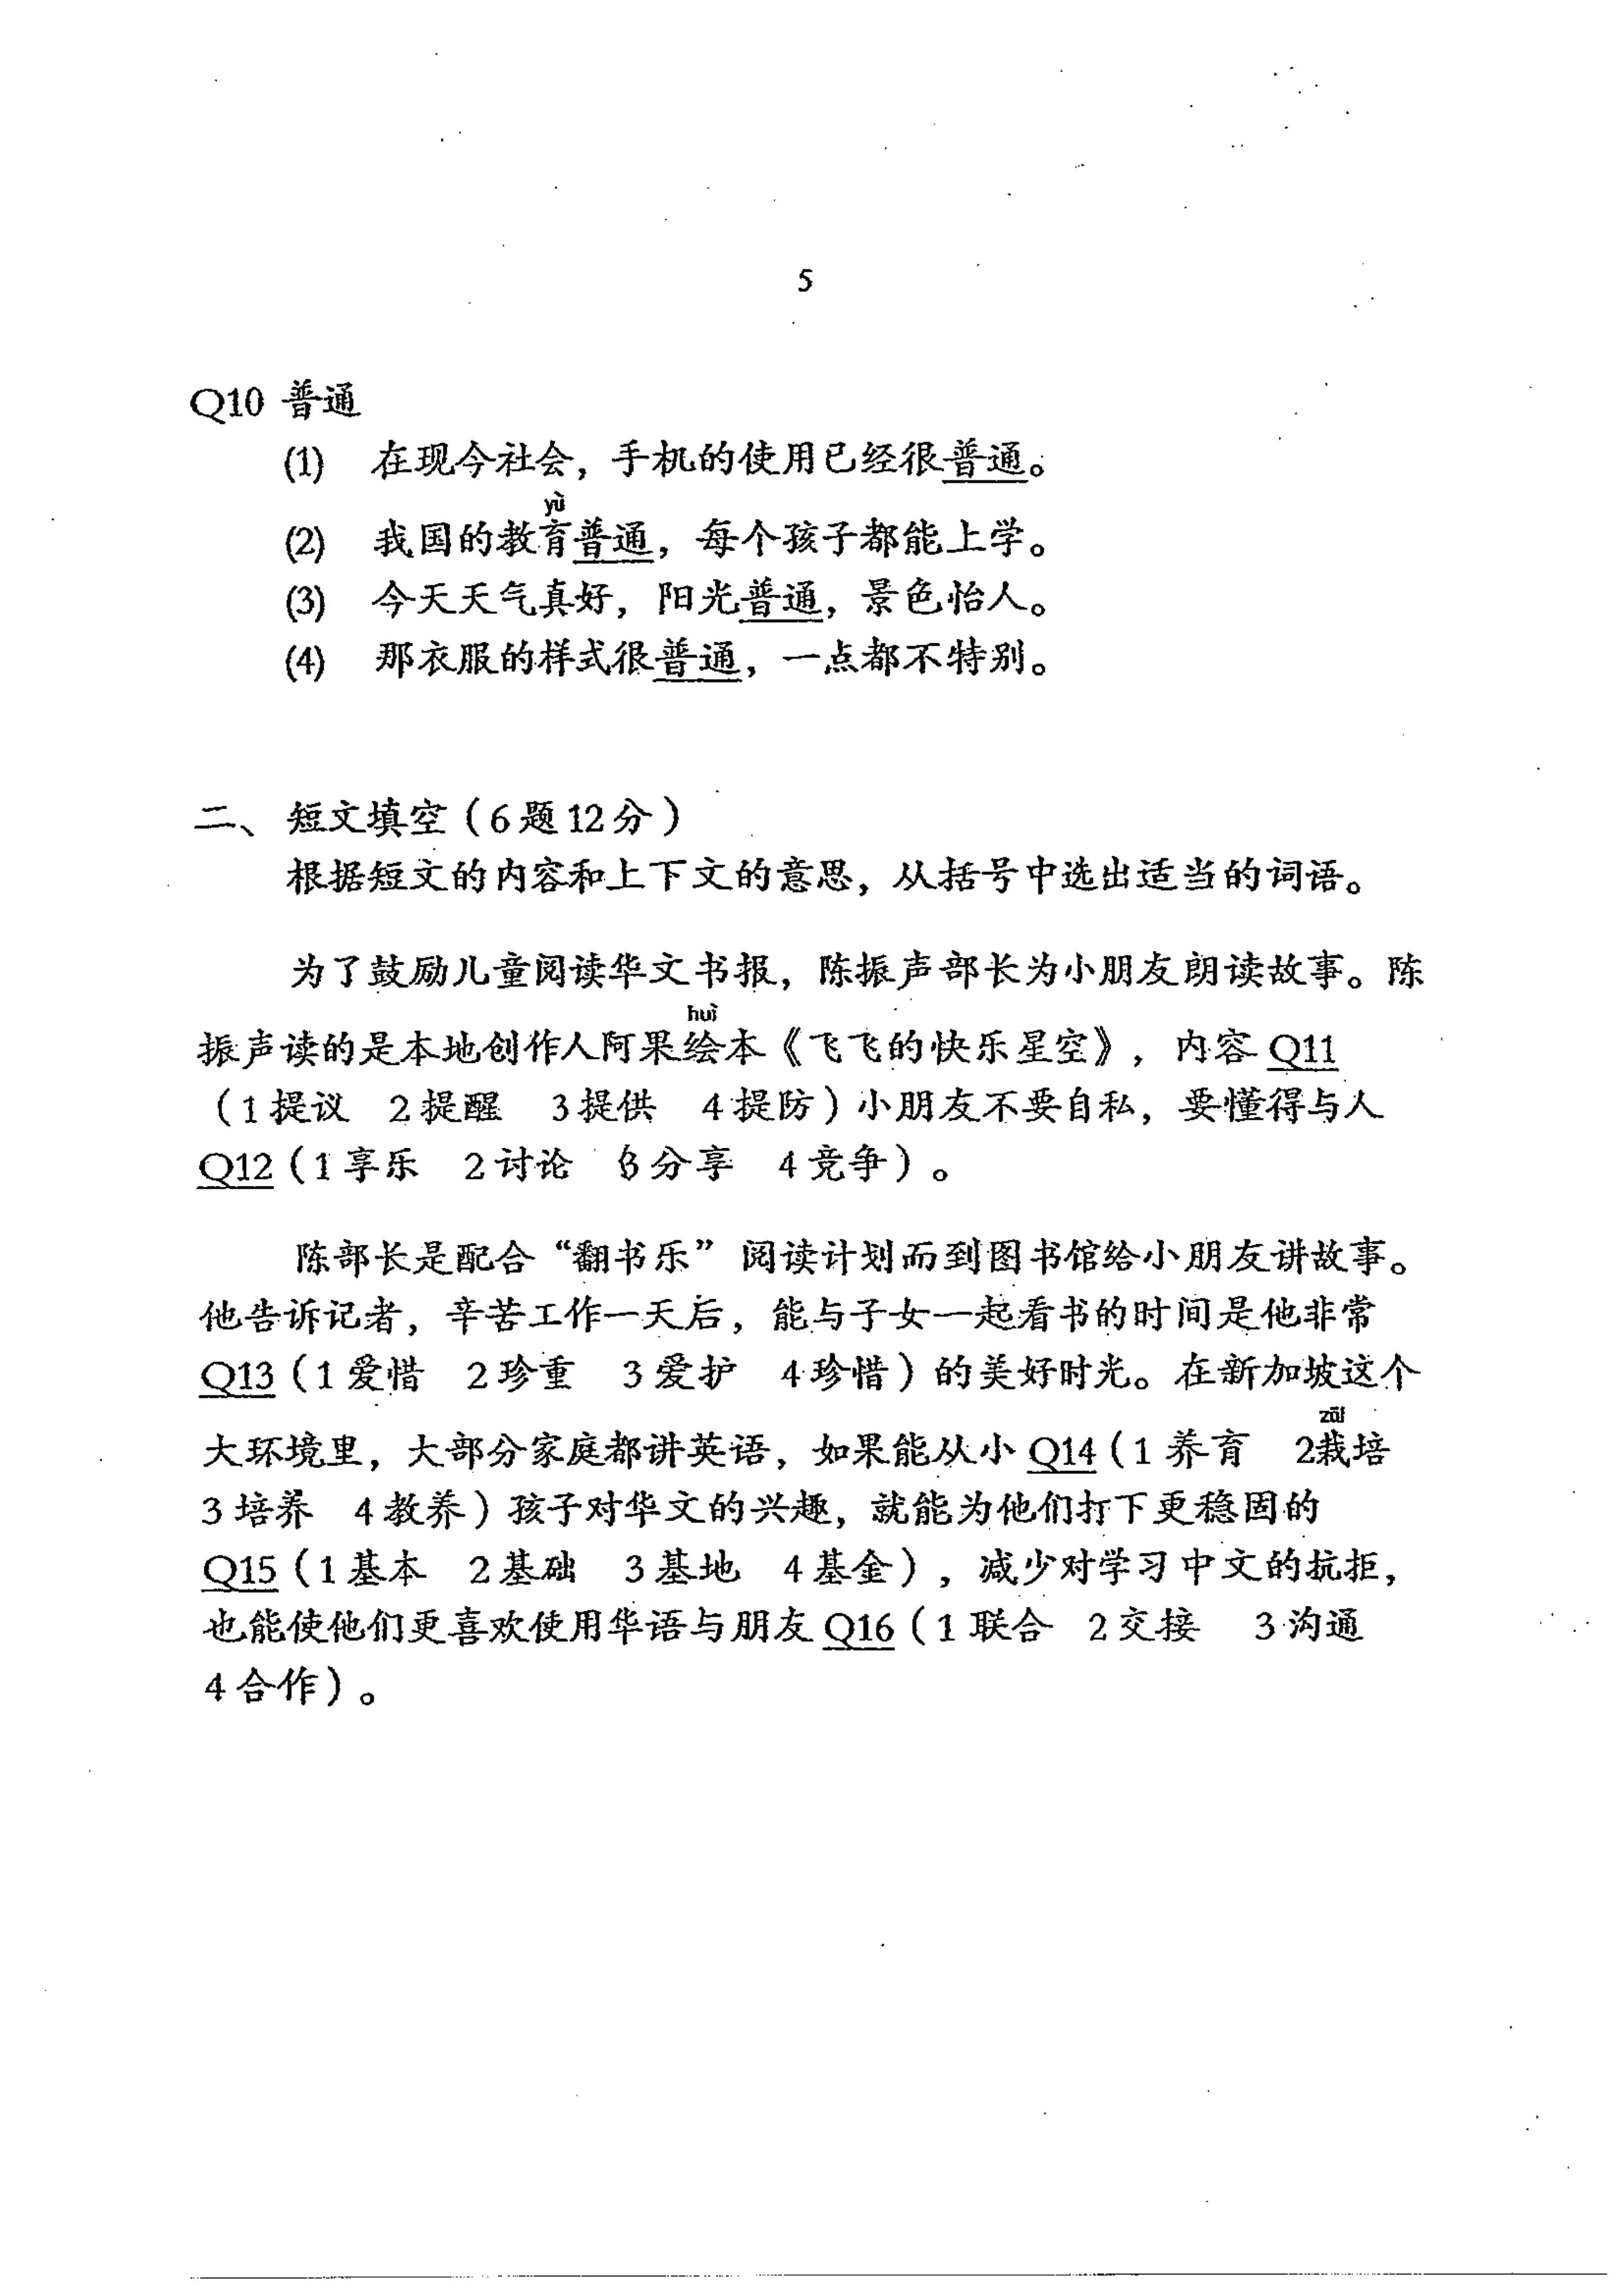 5
Q10 普通
(1) 在现今社会，手机的使用已经很普通。
yù
(2) 我国的教育普通，每个孩子都能上学。
(3) 今天天气真好，阳光普通，景色怡人。
(4) 那衣服的样式很普通，一点都不特别。
二、 短文填空（6题12分）
根据短文的内容和上下文的意思，从括号中选出适当的词语。
为了鼓励儿童阅读华文书报，陈振声部长为小朋友朗读故事。陈
huì
振声读的是本地创作人阿果绘本《飞飞的快乐星空》，内容 Q11
（1提议 2提醒 3提供 4提防）小朋友不要自私，要懂得与人
Q12（1享乐 2讨论 3分享 4竞争）。
陈部长是配合“翻书乐”阅读计划而到图书馆给小朋友讲故事。
他告诉记者，辛苦工作一天后，能与子女一起看书的时间是他非常
Q13（1爱惜 2珍重 3爱护 4珍惜）的美好时光。在新加坡这个
zāi
大环境里，大部分家庭都讲英语，如果能从小 Q14（1养育 2栽培
3培养 4教养）孩子对华文的兴趣，就能为他们打下更稳固的
Q15（1基本 2基础 3基地 4基金），减少对学习中文的抗拒，
也能使他们更喜欢使用华语与朋友 Q16（1联合 2交接 3沟通
4合作）。